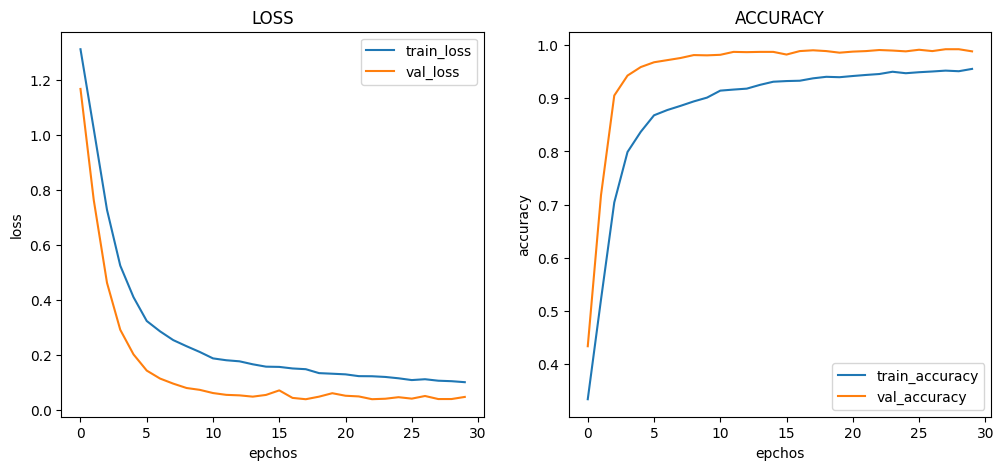 LOSS
train_loss
val_loss
1.2
1.0
0.8
0.6
0.4
0.2
0.0
loss
0 5 10 15 20 25 30
epchos
ACCURACY
1.0
0.9
0.8
0.7
0.6
0.5
0.4
accuracy
train_accuracy
val_accuracy
0 5 10 15 20 25 30
epchos